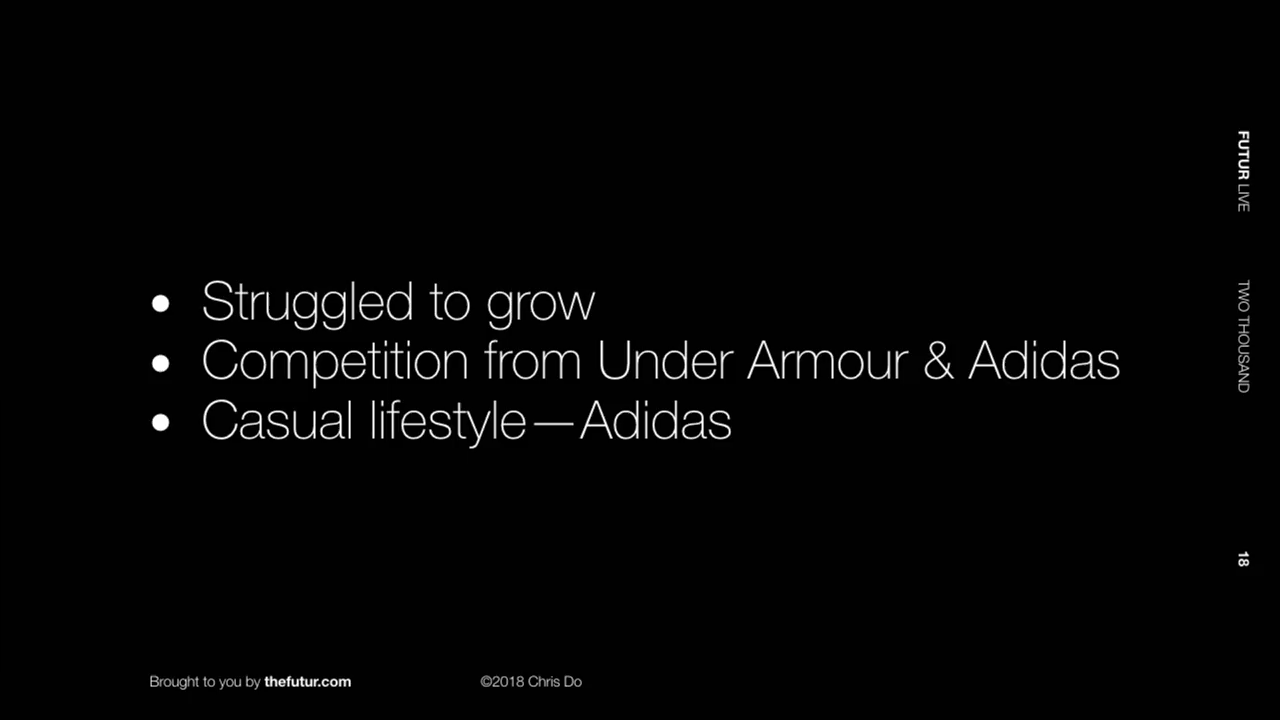 • Struggled to grow
• Competition from Under Armour & Adidas
• Casual lifestyle—Adidas
FUTUR LIVE
TWO THOUSAND
18
Brought to you by thefutur.com
©2018 Chris Do